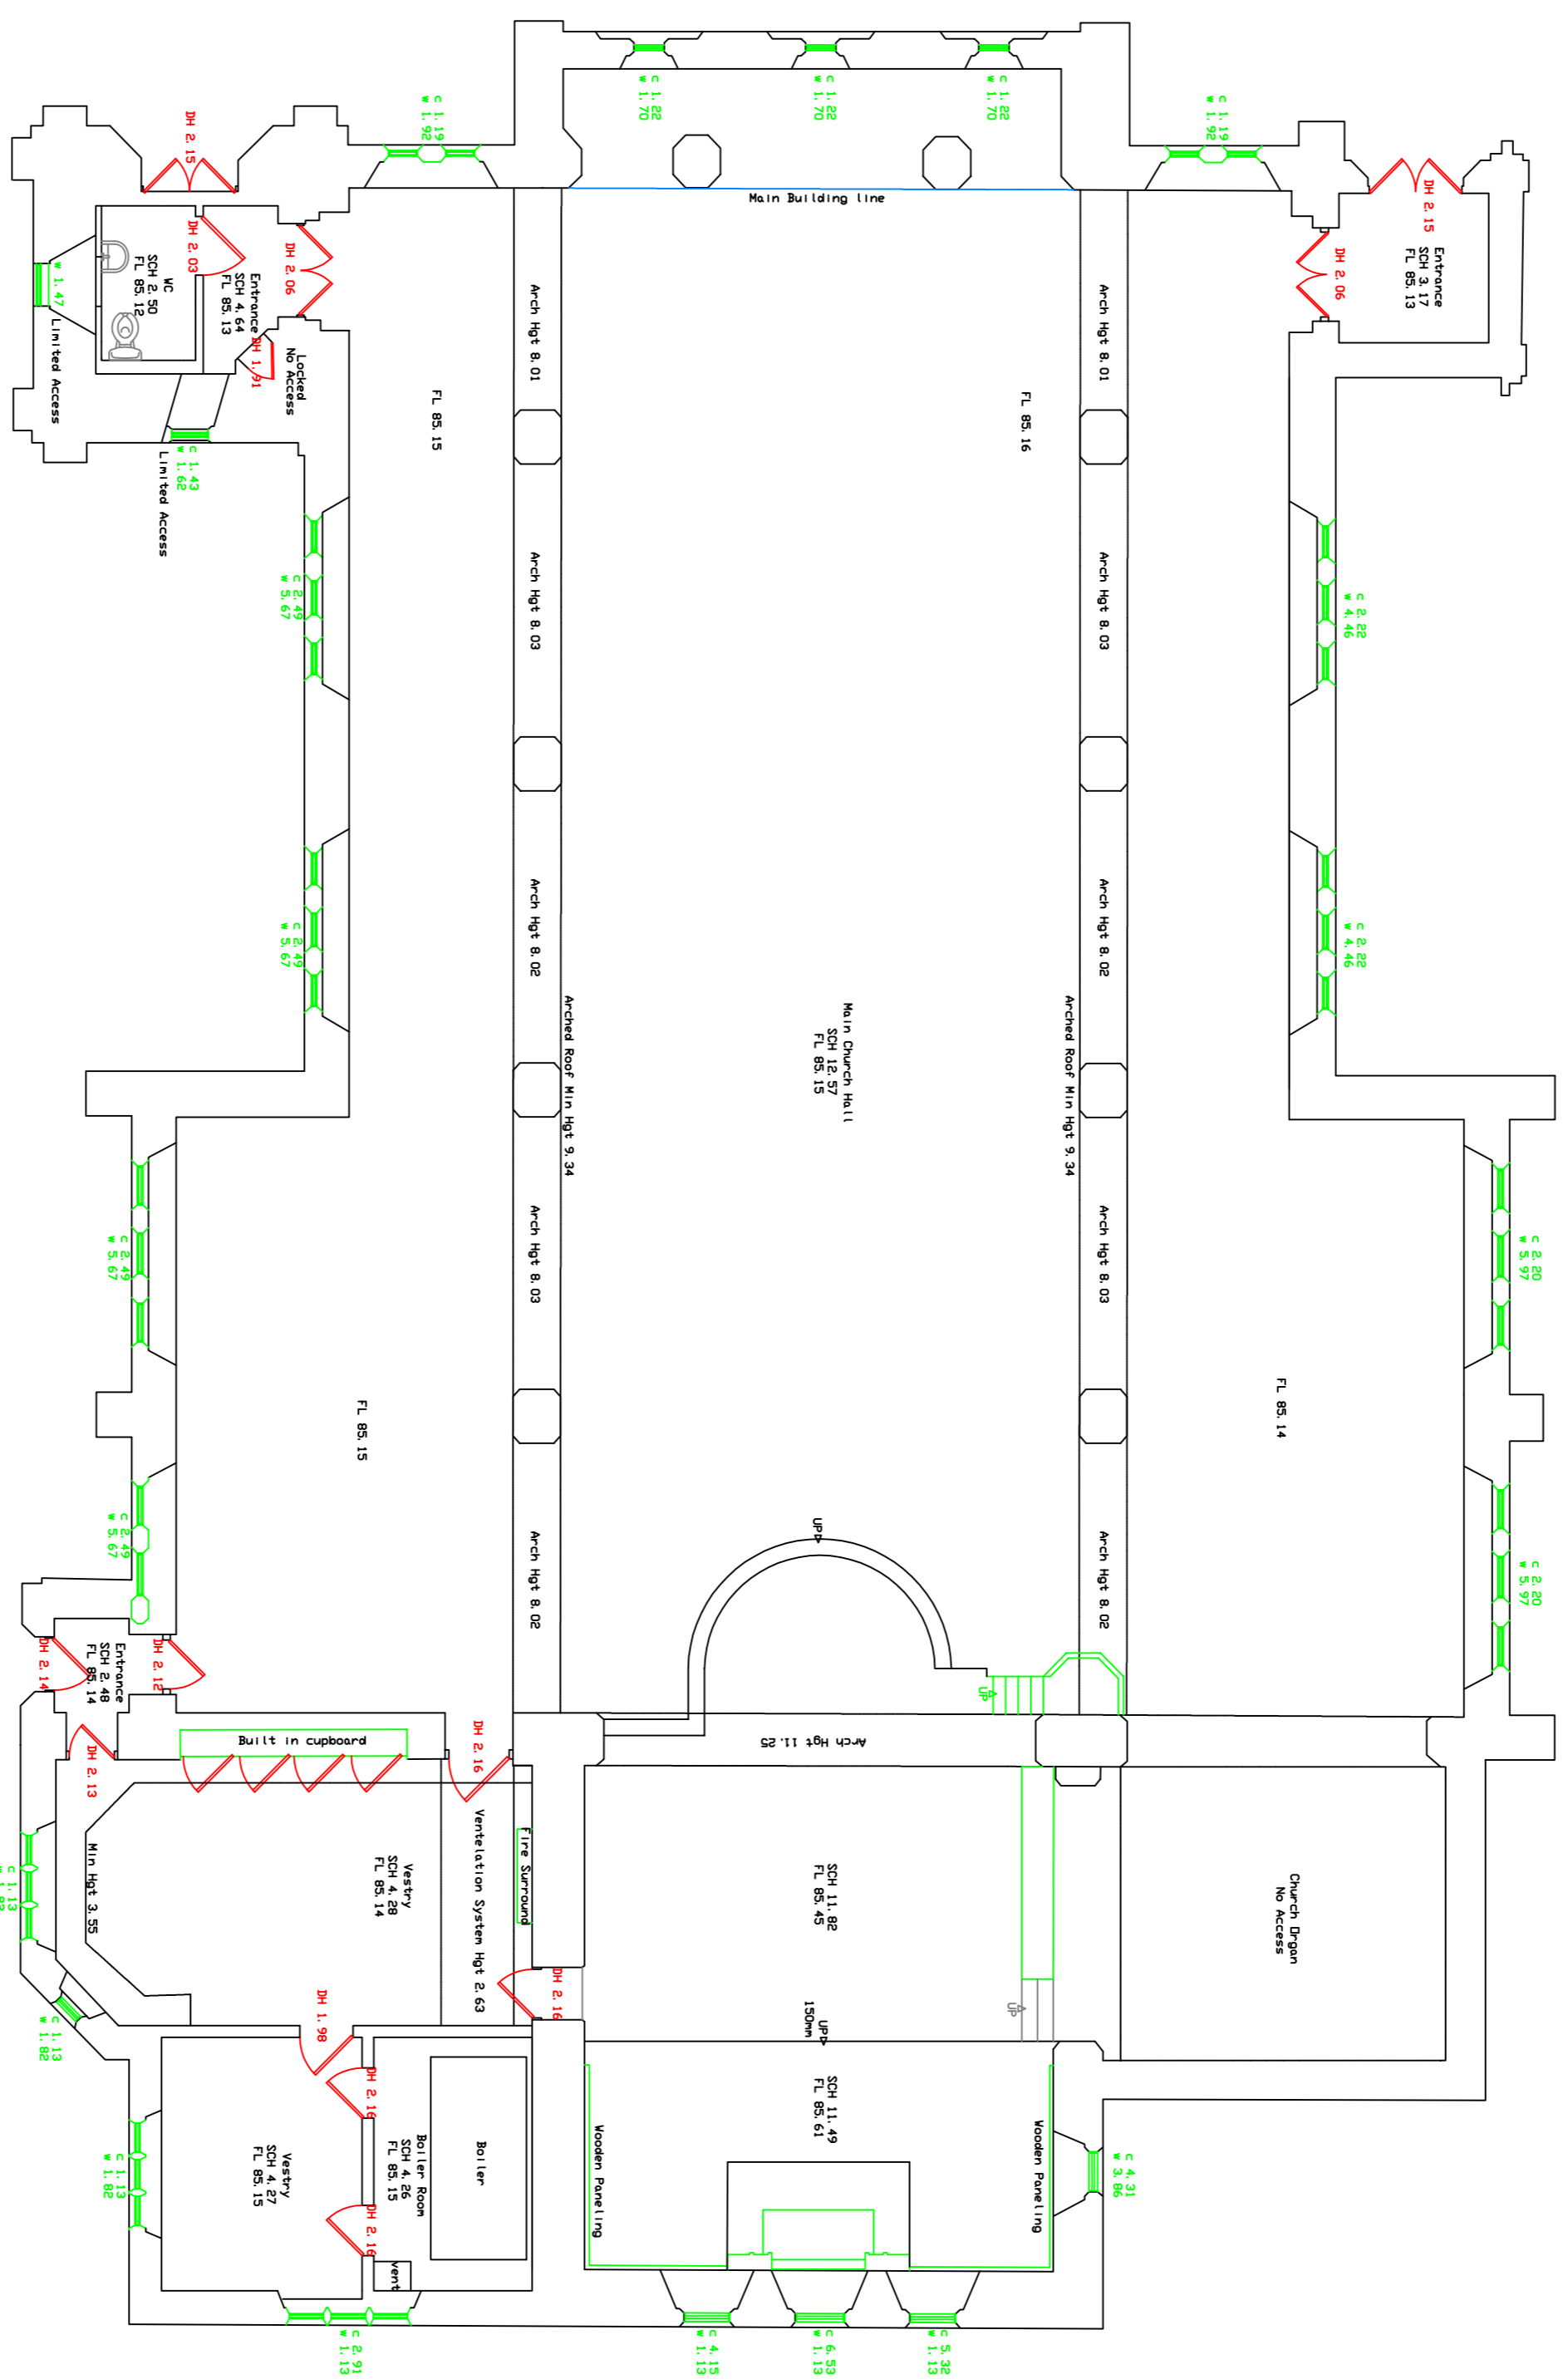 DH 2.15
C 1.19
W 1.92
C 1.22
W 1.70
C 1.22
W 1.70
C 1.22
W 1.70
C 1.19
W 1.92
DH 2.15
Main Building line
Entrance
SCH 3.17
FL 85.13
DH 2.06
DH 2.03
DH 2.06
WC
SCH 2.50
FL 85.12
Entrance
SCH 4.64
FL 85.13
W 1.47
Limited Access
DH 1.91
Locked
No Access
C 1.43
W 1.62
Limited Access
Arch Hgt 8.01
Arch Hgt 8.01
FL 85.15
FL 85.16
C 2.49
W 5.67
Arch Hgt 8.03
Arch Hgt 8.03
C 2.22
W 4.46
C 2.49
W 5.67
Arch Hgt 8.02
Arch Hgt 8.02
C 2.22
W 4.46
Arched Roof Min Hgt 9.34
Main Church Hall
SCH 12.57
FL 85.15
Arched Roof Min Hgt 9.34
C 2.49
W 5.67
Arch Hgt 8.03
Arch Hgt 8.03
C 2.20
W 5.97
FL 85.15
FL 85.14
C 2.49
W 5.67
Arch Hgt 8.02
UP
Arch Hgt 8.02
C 2.20
W 5.97
DH 2.14
Entrance
SCH 2.48
FL 85.14
DH 2.12
UP
DH 2.13
Built in cupboard
DH 2.16
Arch Hgt 11.25
Min Hgt 3.55
Vestry
SCH 4.28
FL 85.14
Ventelation System Hgt 2.63
Fire Surround
SCH 11.82
FL 85.45
Church Organ
No Access
C 1.13
C 1.13
W 1.82
DH 1.98
DH 2.16
UP
150mm
UP
DH 2.16
SCH 11.49
FL 85.61
Wooden Paneling
Wooden Paneling
C 4.31
W 3.86
C 1.13
W 1.82
Vestry
SCH 4.27
FL 85.15
Boiler Room
SCH 4.26
FL 85.15
Boiler
DH 2.16
vent
C 2.91
W 1.13
C 4.15
W 1.13
C 6.53
W 1.13
C 5.32
W 1.13